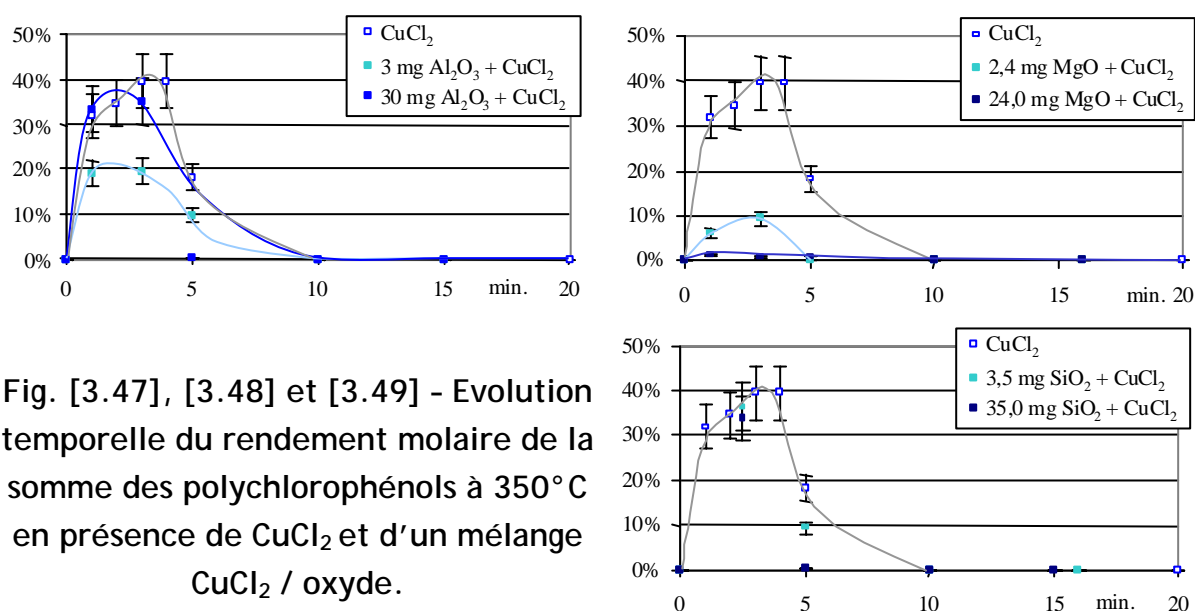 50%
40%
30%
20%
10%
0%
0 5 10 15 min. 20
CuCl₂
3 mg Al₂O₃ + CuCl₂
30 mg Al₂O₃ + CuCl₂
50%
40%
30%
20%
10%
0%
0 5 10 15 min. 20
CuCl₂
2,4 mg MgO + CuCl₂
24,0 mg MgO + CuCl₂
Fig. [3.47], [3.48] et [3.49] - Evolution
temporelle du rendement molaire de la
somme des polychlorophénols à 350°C
en présence de CuCl₂ et d'un mélange
CuCl₂ / oxyde.
50%
40%
30%
20%
10%
0%
0 5 10 15 min. 20
CuCl₂
3,5 mg SiO₂ + CuCl₂
35,0 mg SiO₂ + CuCl₂